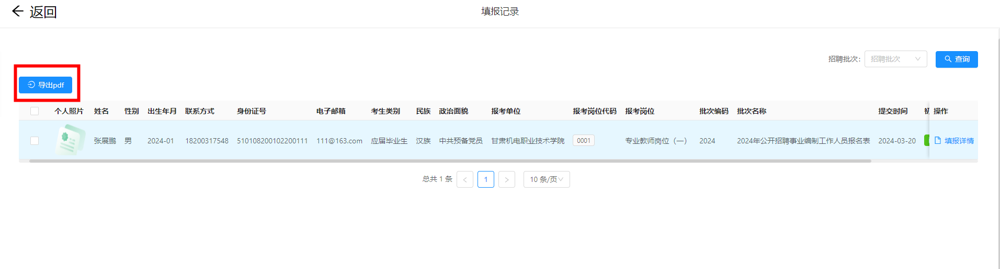 返回
填报记录
招聘批次: 招聘批次 查询
导出pdf
个人照片 姓名 性别 出生年月 联系方式 身份证号 电子邮箱 考生类别 民族 政治面貌 报考单位 报考岗位代码 报考岗位 批次编码 批次名称 提交时间 操作
张展鹏 男 2024-01 18200317548 510108200102200111 111@163.com 应届毕业生 汉族 中共预备党员 甘肃机电职业技术学院 0001 专业教师岗位（一） 2024 2024年公开招聘事业编制工作人员报名表 2024-03-20 填报详情
总共 1 条 < 1 > 10 条/页